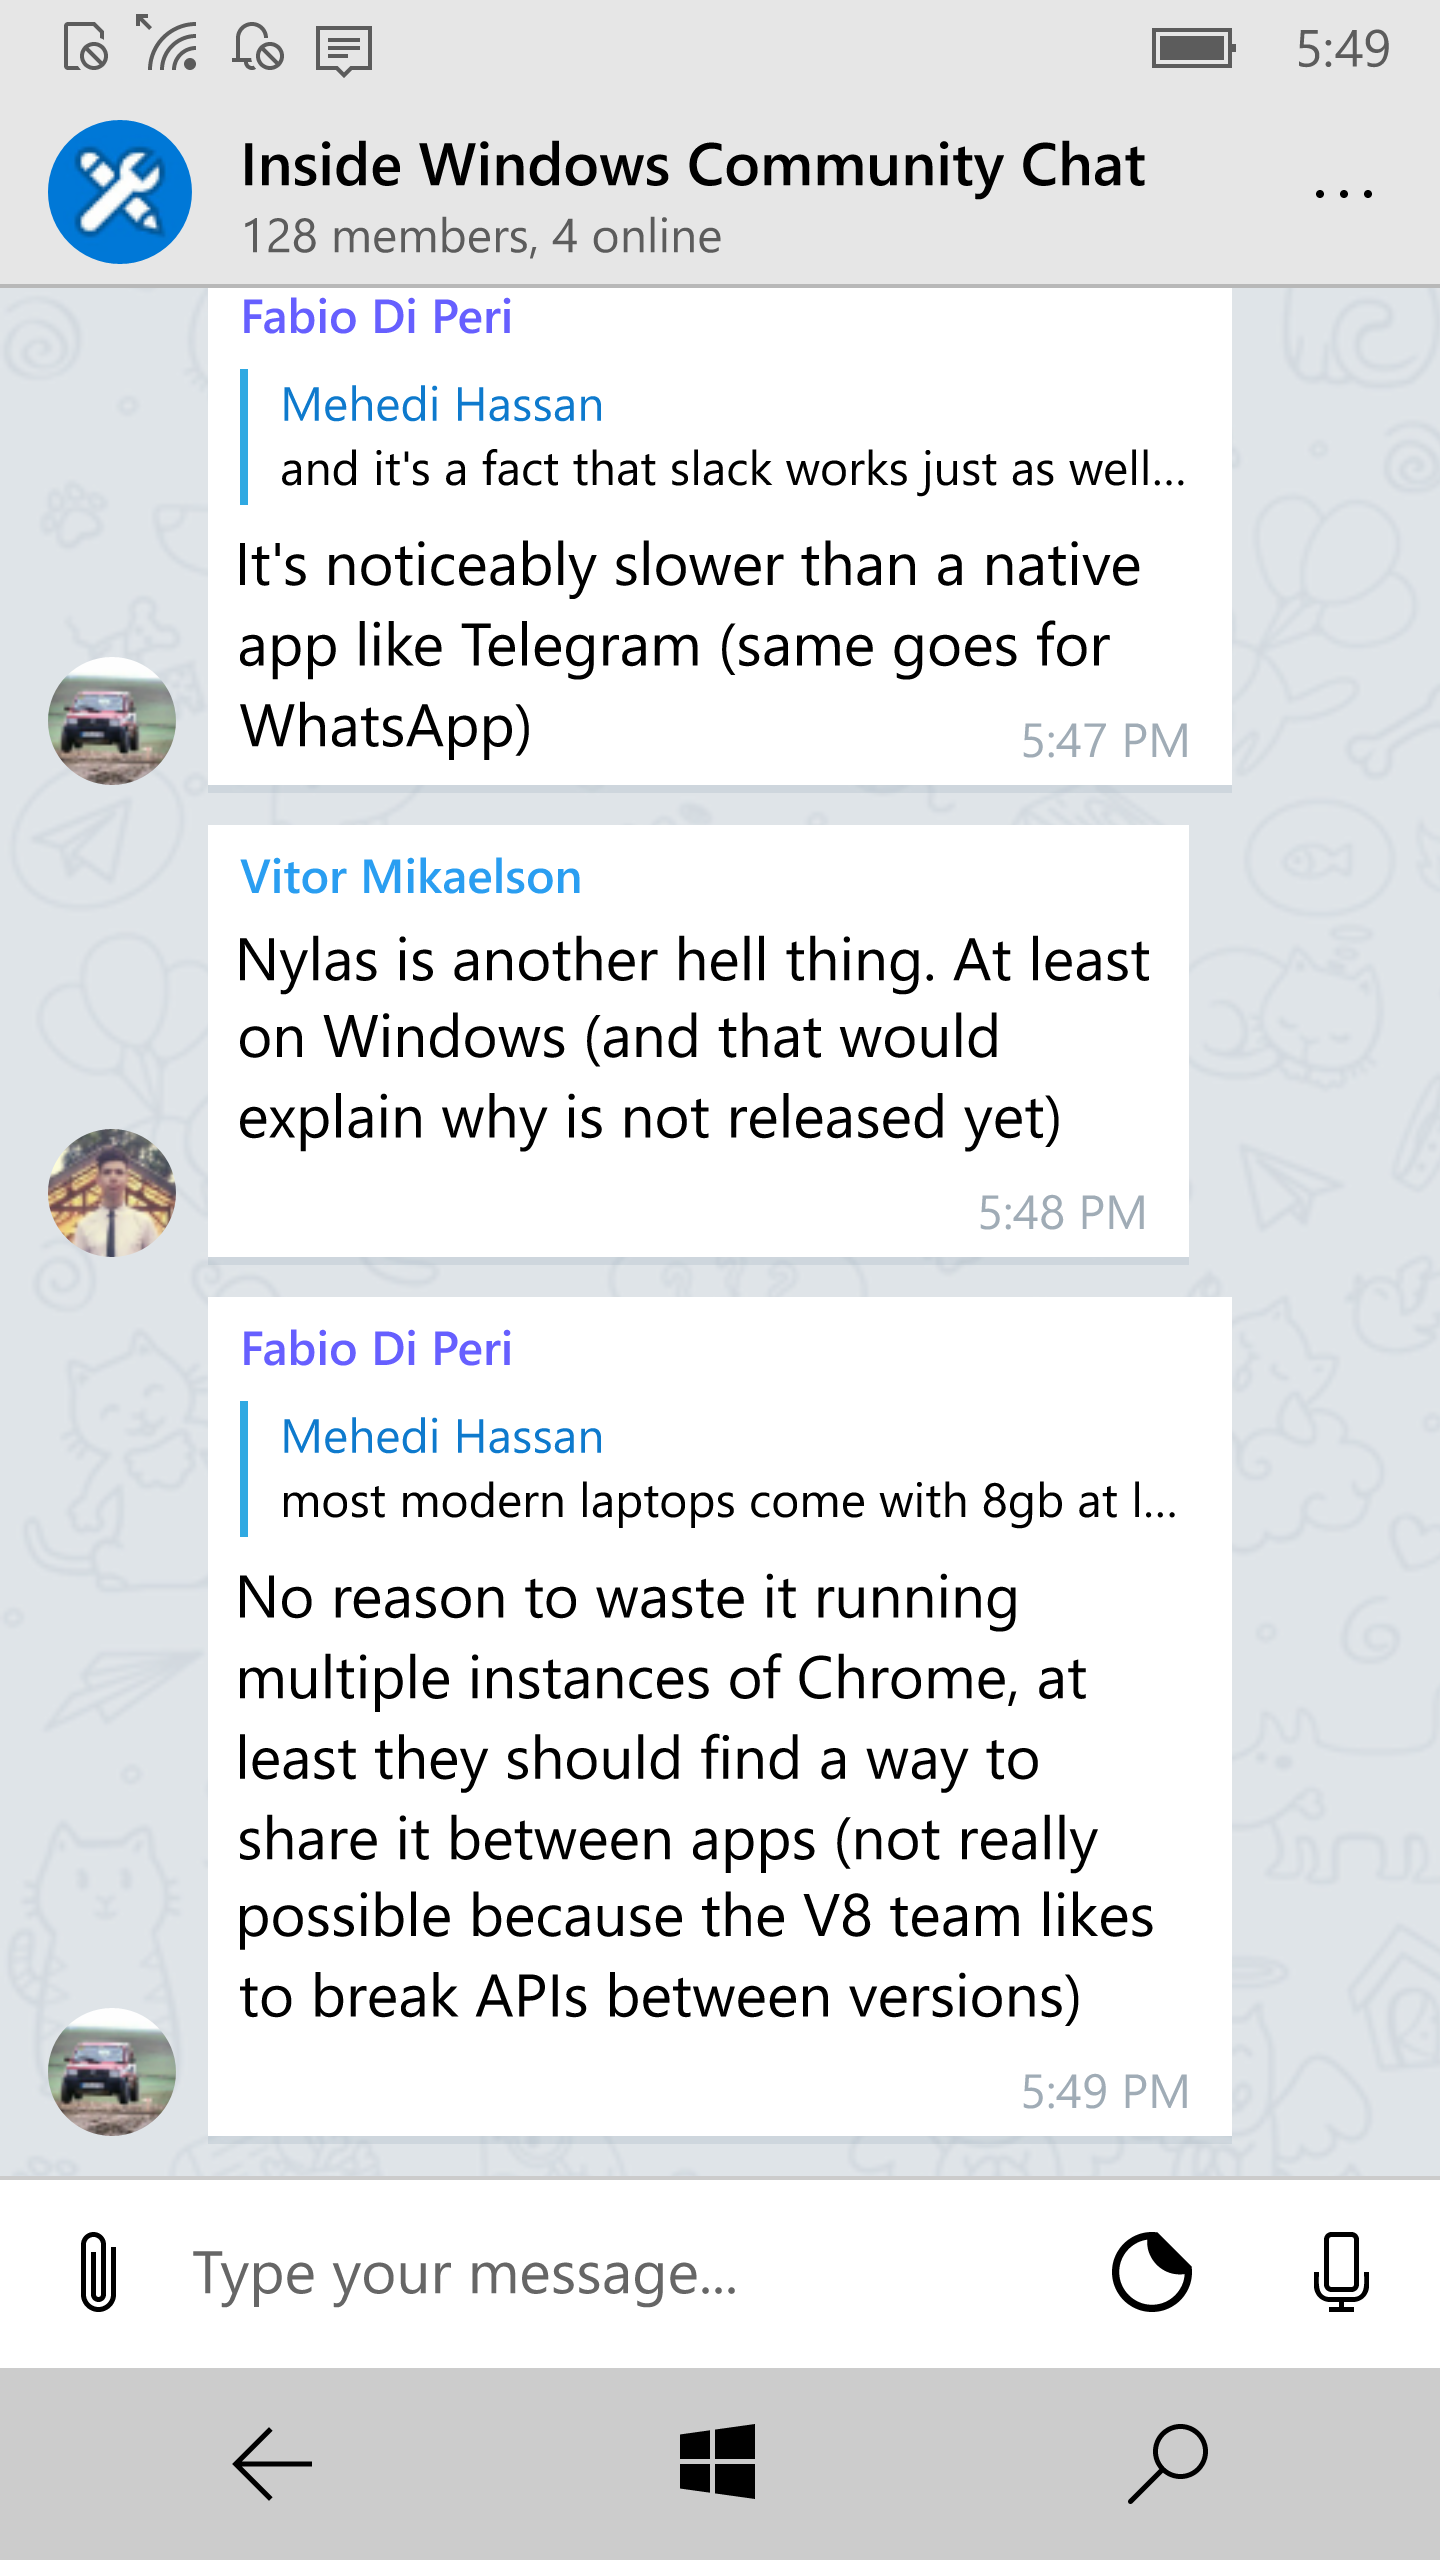 5:49
Inside Windows Community Chat
128 members, 4 online
Fabio Di Peri
Mehedi Hassan
and it's a fact that slack works just as well...
It's noticeably slower than a native
app like Telegram (same goes for
WhatsApp)
5:47 PM
Vitor Mikaelson
Nylas is another hell thing. At least
on Windows (and that would
explain why is not released yet)
5:48 PM
Fabio Di Peri
Mehedi Hassan
most modern laptops come with 8gb at l...
No reason to waste it running
multiple instances of Chrome, at
least they should find a way to
share it between apps (not really
possible because the V8 team likes
to break APIs between versions)
5:49 PM
Type your message...